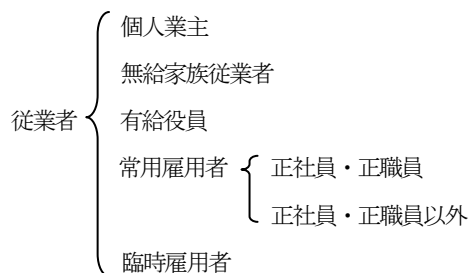 個人業主
無給家族従業者
従業者
有給役員
常用雇用者
正社員・正職員
正社員・正職員以外
臨時雇用者